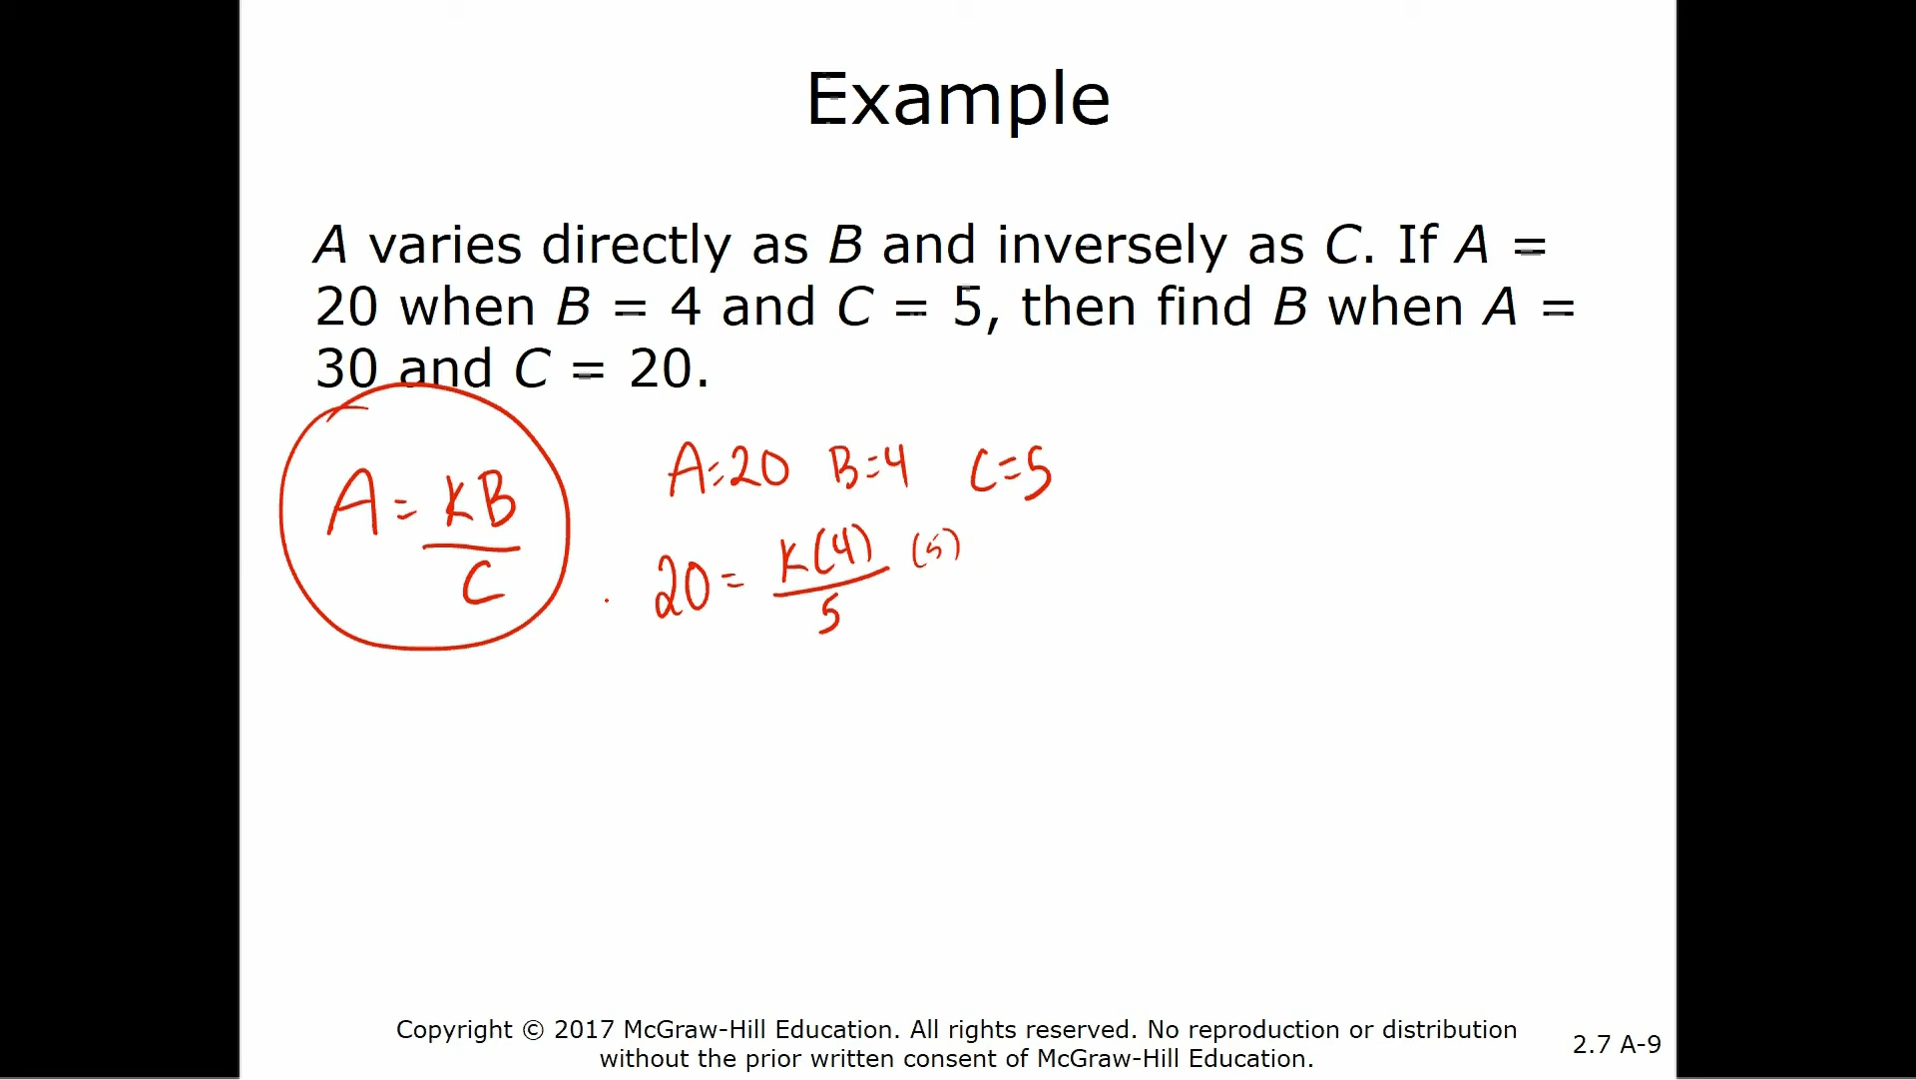 Example
A varies directly as B and inversely as C. If A =
20 when B = 4 and C = 5, then find B when A =
30 and C = 20.
A = kB/C
A=20 B=4 C=5
20 = k(4)/5 (5)
Copyright © 2017 McGraw-Hill Education. All rights reserved. No reproduction or distribution
without the prior written consent of McGraw-Hill Education.
2.7 A-9